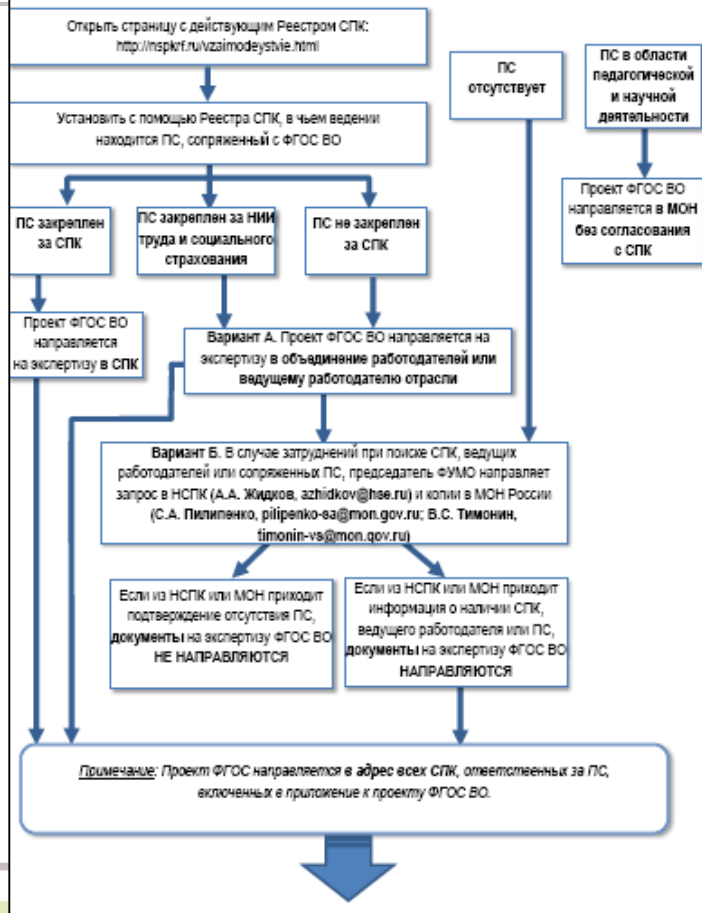 Открыть страницу с действующим Реестром СПК:
http://nspkrf.ru/vzaimodeystvie.html
ПС
отсутствует
ПС в области
педагогической
и научной
деятельности
Установить с помощью Реестра СПК, в чьем ведении
находится ПС, сопряженный с ФГОС ВО
Проект ФГОС ВО
направляется в МОН
без согласования
с СПК
ПС закреплен
за СПК
ПС закреплен за НИИ
труда и социального
страхования
ПС не закреплен
за СПК
Проект ФГОС ВО
направляется
на экспертизу в СПК
Вариант А. Проект ФГОС ВО направляется на
экспертизу в объединение работодателей или
ведущему работодателю отрасли
Вариант Б. В случае затруднений при поиске СПК, ведущих
работодателей или сопряженных ПС, председатель ФУМО направляет
запрос в НСПК (А.А. Жидков, azhidkov@hse.ru) и копии в МОН России
(С.А. Пилипенко, pilipenko-sa@mon.gov.ru; В.С. Тимонин,
timonin-vs@mon.gov.ru)
Если из НСПК или МОН приходит
подтверждение отсутствия ПС,
документы на экспертизу ФГОС ВО
НЕ НАПРАВЛЯЮТСЯ
Если из НСПК или МОН приходит
информация о наличии СПК,
ведущего работодателя или ПС,
документы на экспертизу ФГОС ВО
НАПРАВЛЯЮТСЯ
Примечание: Проект ФГОС направляется в адрес всех СПК, ответственных за ПС,
включенных в приложение к проекту ФГОС ВО.